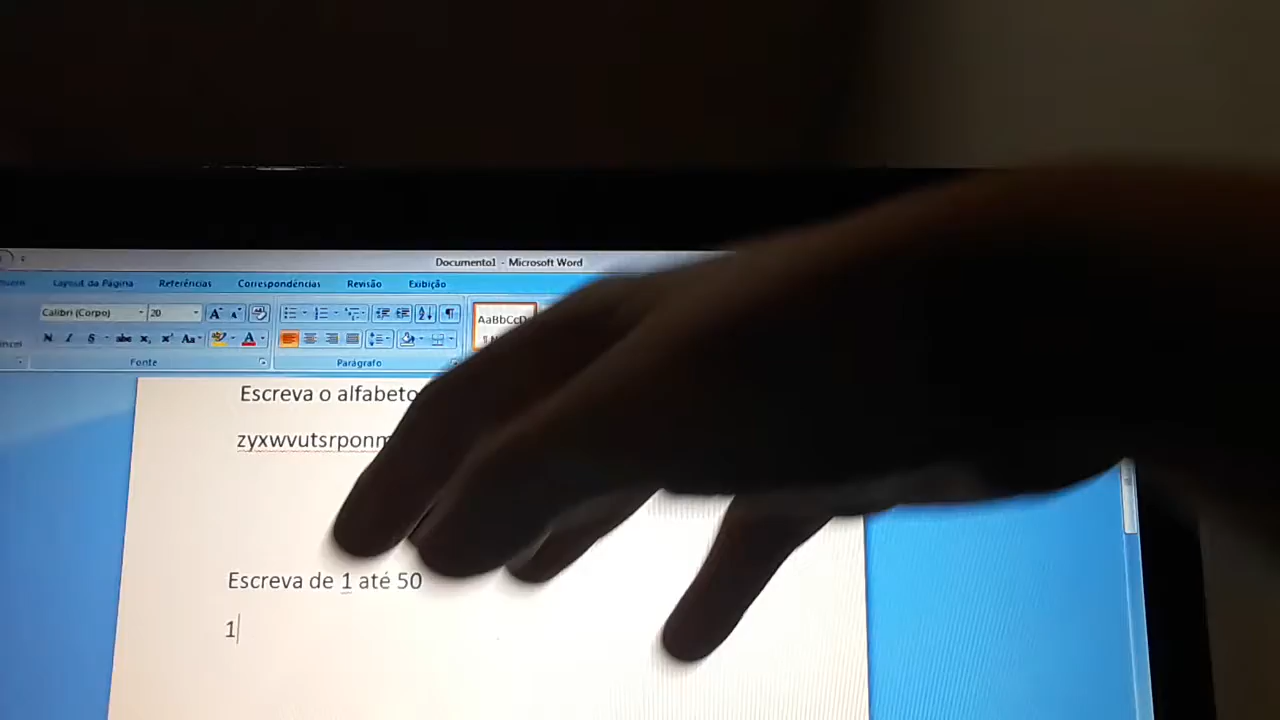 Documento1 - Microsoft Word
Layout da Página Referências Correspondências Revisão Exibição
Calibri (Corpo) 20
AaBbCcD
Fonte Parágrafo
Escreva o alfabeto
zyxwvutsrponm
Escreva de 1 até 50
1